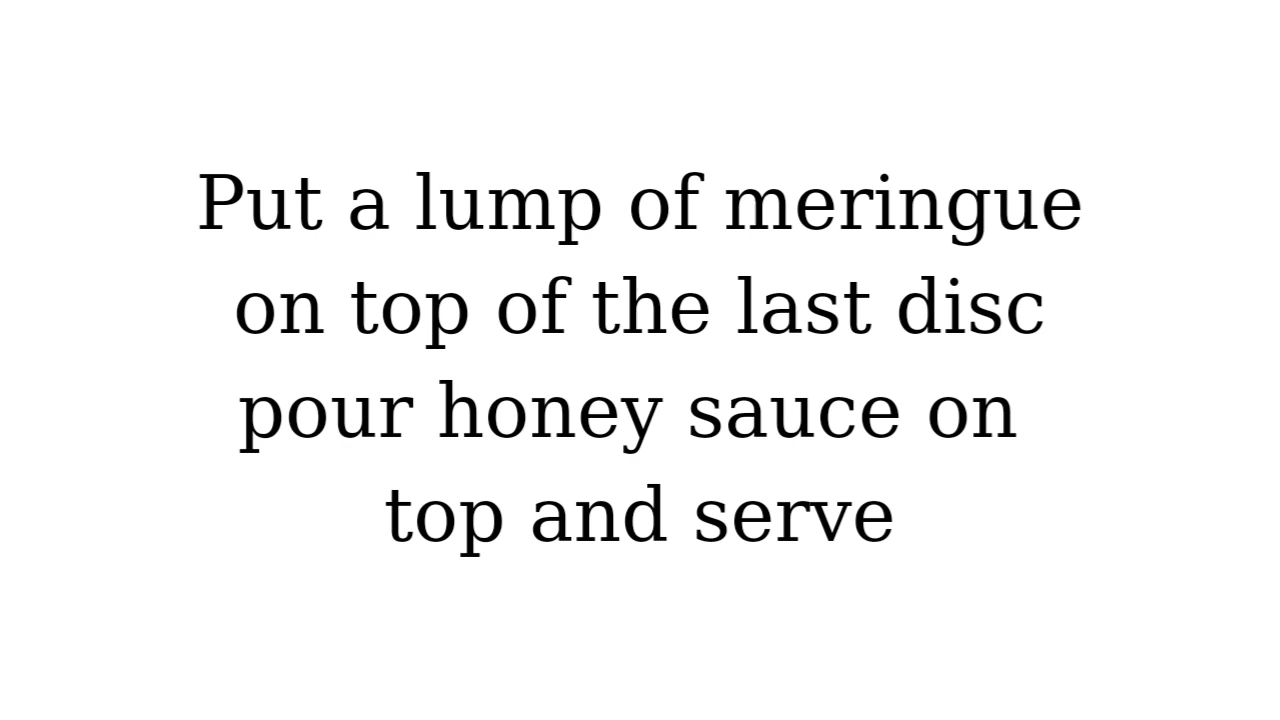 Put a lump of meringue
on top of the last disc
pour honey sauce on
top and serve